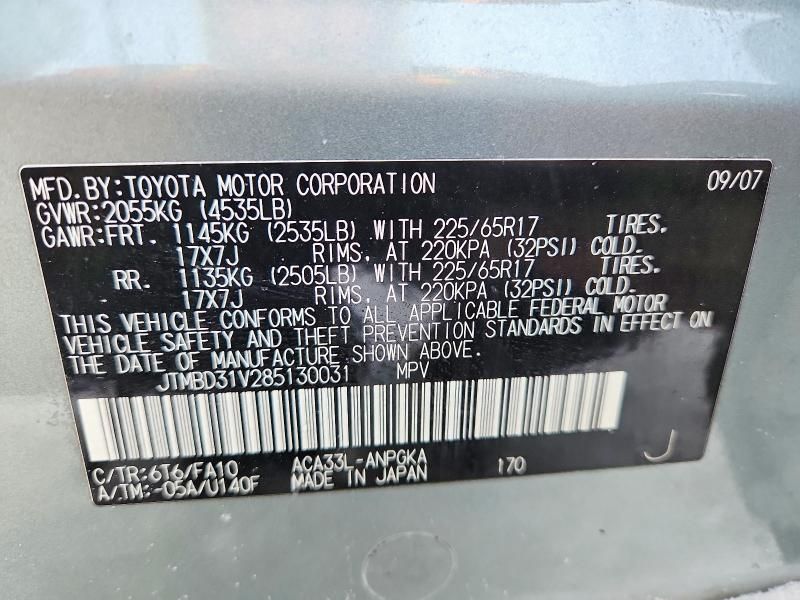 MFD.BY:TOYOTA MOTOR CORPORATION 09/07
GVWR:2055KG (4535LB)
GAWR:FRT. 1145KG (2535LB) WITH 225/65R17 TIRES.
17X7J RIMS, AT 220KPA (32PSI) COLD.
RR. 1135KG (2505LB) WITH 225/65R17 TIRES.
17X7J RIMS, AT 220KPA (32PSI) COLD.
THIS VEHICLE CONFORMS TO ALL APPLICABLE FEDERAL MOTOR
VEHICLE SAFETY AND THEFT PREVENTION STANDARDS IN EFFECT ON
THE DATE OF MANUFACTURE SHOWN ABOVE.
JTMBD31V285130031 MPV
C/TR:6T6/FA10 ACA33L-ANPGKA 170 J
A/TM:-05A/U140F MADE IN JAPAN